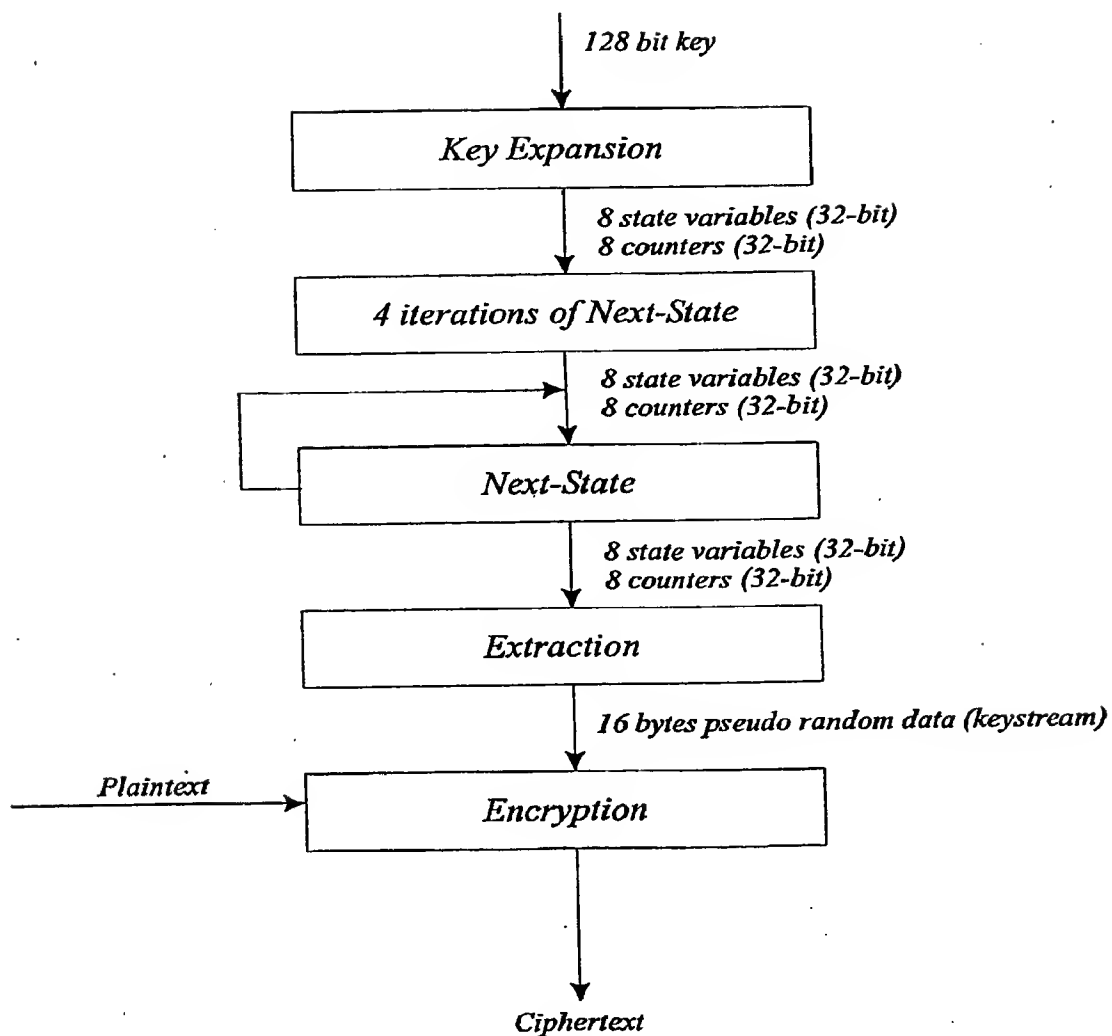 128 bit key
Key Expansion
8 state variables (32-bit)
8 counters (32-bit)
4 iterations of Next-State
8 state variables (32-bit)
8 counters (32-bit)
Next-State
8 state variables (32-bit)
8 counters (32-bit)
Extraction
16 bytes pseudo random data (keystream)
Plaintext
Encryption
Ciphertext